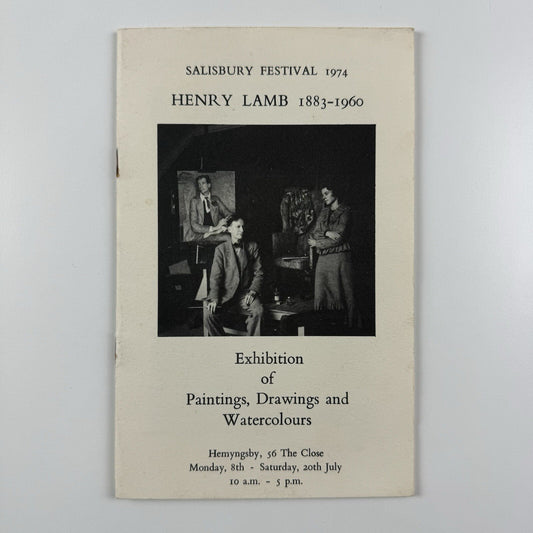 SALISBURY FESTIVAL 1974
HENRY LAMB 1883-1960
Exhibition
of
Paintings, Drawings and
Watercolours
Hemyngsby, 56 The Close
Monday, 8th - Saturday, 20th July
10 a.m. - 5 p.m.